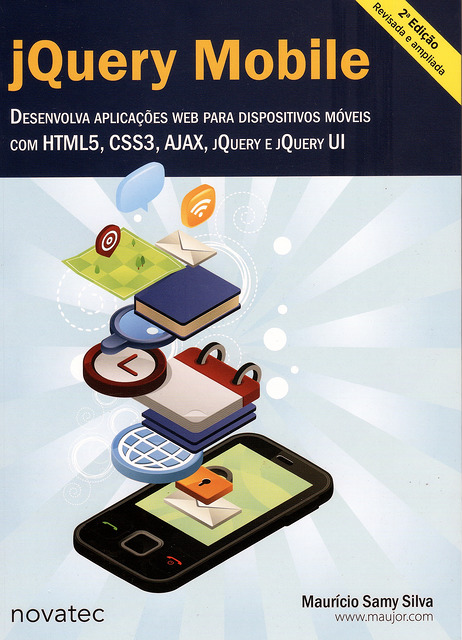 2ª Edição
Revisada e ampliada
jQuery Mobile
DESENVOLVA APLICAÇÕES WEB PARA DISPOSITIVOS MÓVEIS
COM HTML5, CSS3, AJAX, JQUERY E JQUERY UI
Maurício Samy Silva
www.maujor.com
novatec